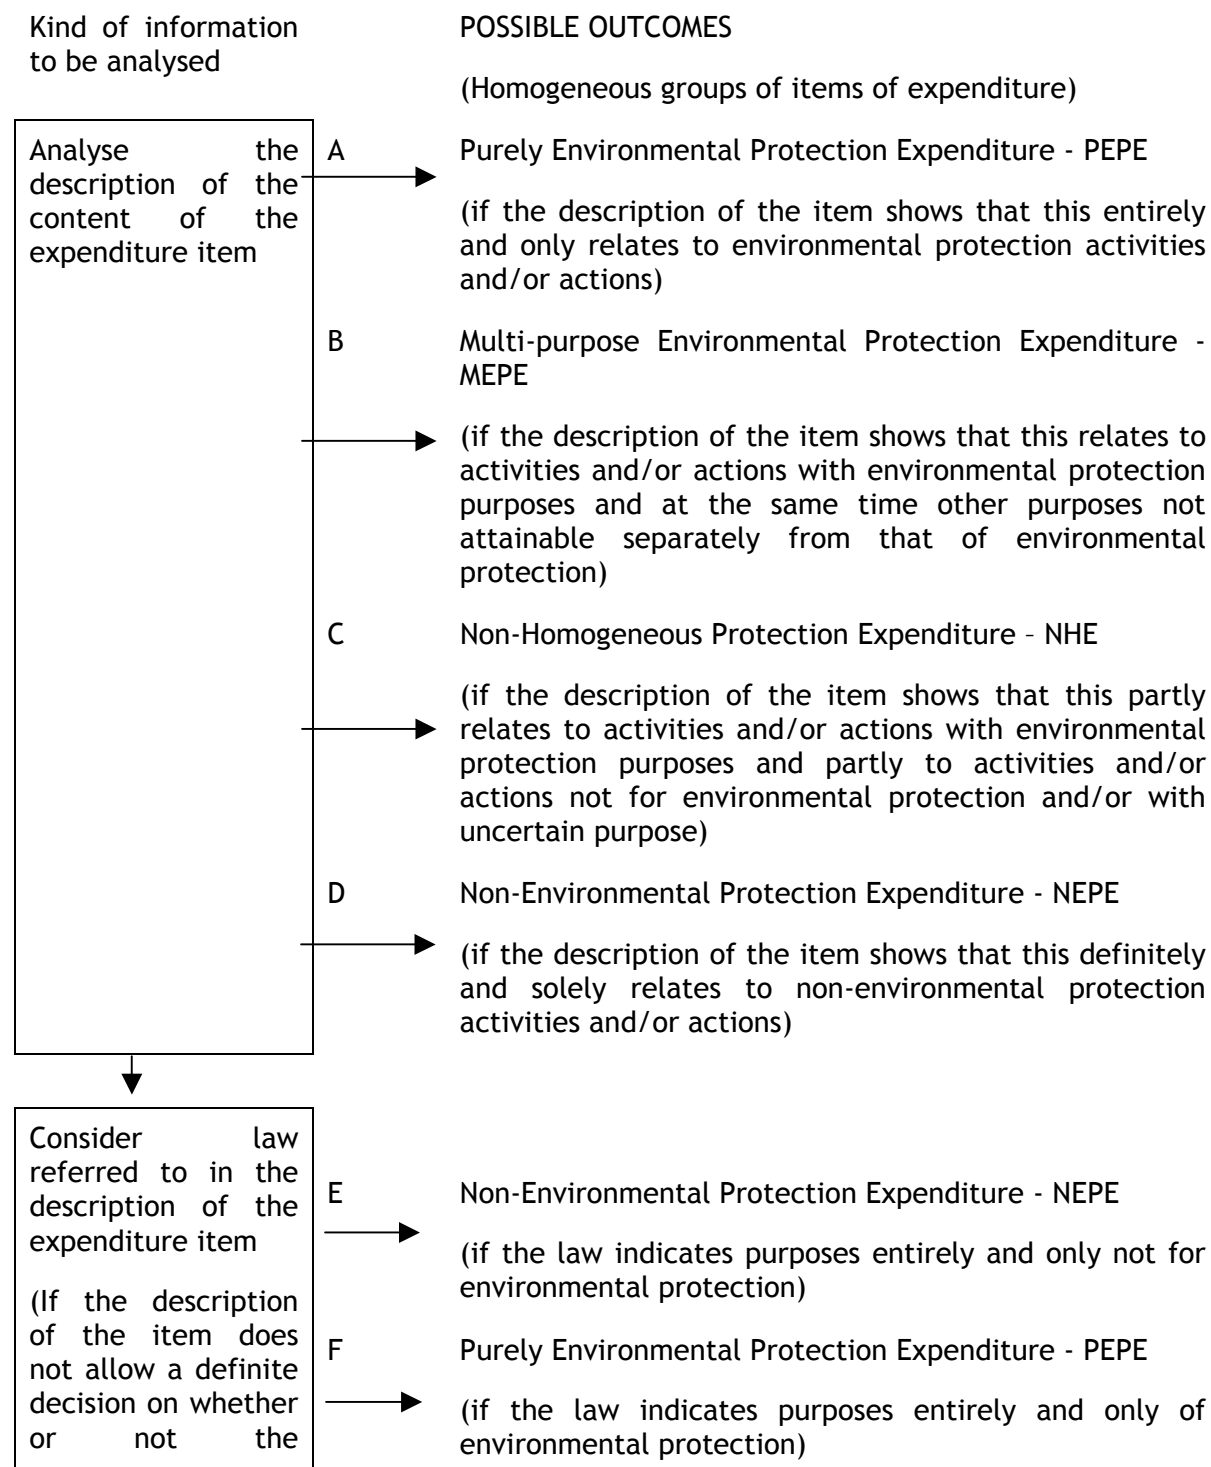 Kind of information
to be analysed
POSSIBLE OUTCOMES
(Homogeneous groups of items of expenditure)
Analyse the
description of the
content of the
expenditure item
A
Purely Environmental Protection Expenditure - PEPE
(if the description of the item shows that this entirely
and only relates to environmental protection activities
and/or actions)
B
Multi-purpose Environmental Protection Expenditure -
MEPE
(if the description of the item shows that this relates to
activities and/or actions with environmental protection
purposes and at the same time other purposes not
attainable separately from that of environmental
protection)
C
Non-Homogeneous Protection Expenditure – NHE
(if the description of the item shows that this partly
relates to activities and/or actions with environmental
protection purposes and partly to activities and/or
actions not for environmental protection and/or with
uncertain purpose)
D
Non-Environmental Protection Expenditure - NEPE
(if the description of the item shows that this definitely
and solely relates to non-environmental protection
activities and/or actions)
Consider law
referred to in the
description of the
expenditure item
(If the description
of the item does
not allow a definite
decision on whether
or not the
E
Non-Environmental Protection Expenditure - NEPE
(if the law indicates purposes entirely and only not for
environmental protection)
F
Purely Environmental Protection Expenditure - PEPE
(if the law indicates purposes entirely and only of
environmental protection)